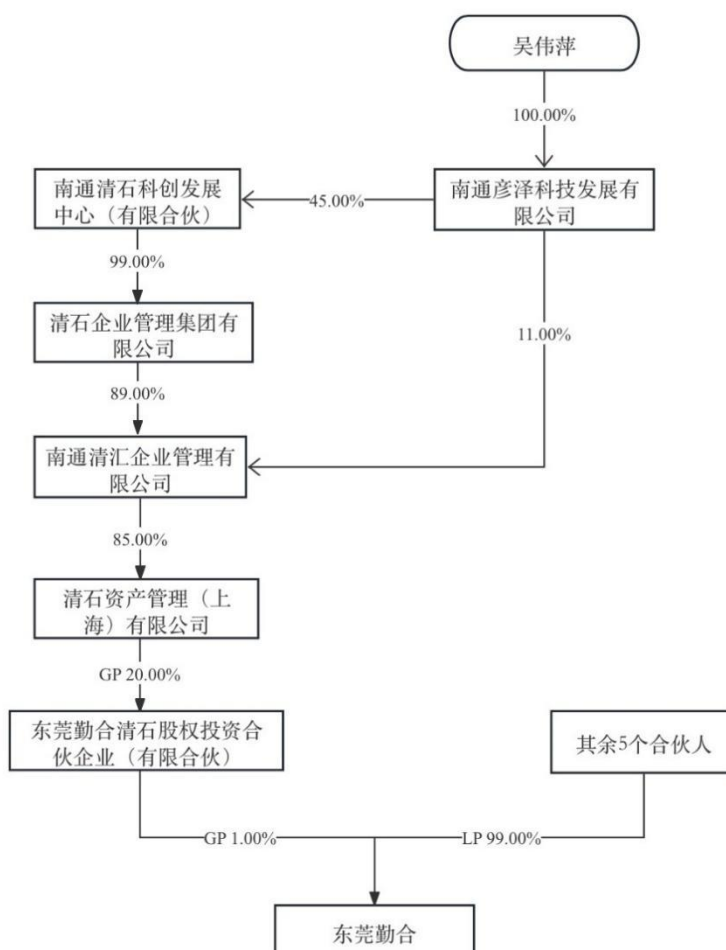 吴伟萍
100.00%
南通清石科创发展
中心（有限合伙）
45.00%
南通彦泽科技发展有
限公司
99.00%
清石企业管理集团有
限公司
11.00%
89.00%
南通清汇企业管理有
限公司
85.00%
清石资产管理（上
海）有限公司
GP 20.00%
东莞勤合清石股权投资合
伙企业（有限合伙）
其余5个合伙人
GP 1.00%
LP 99.00%
东莞勤合